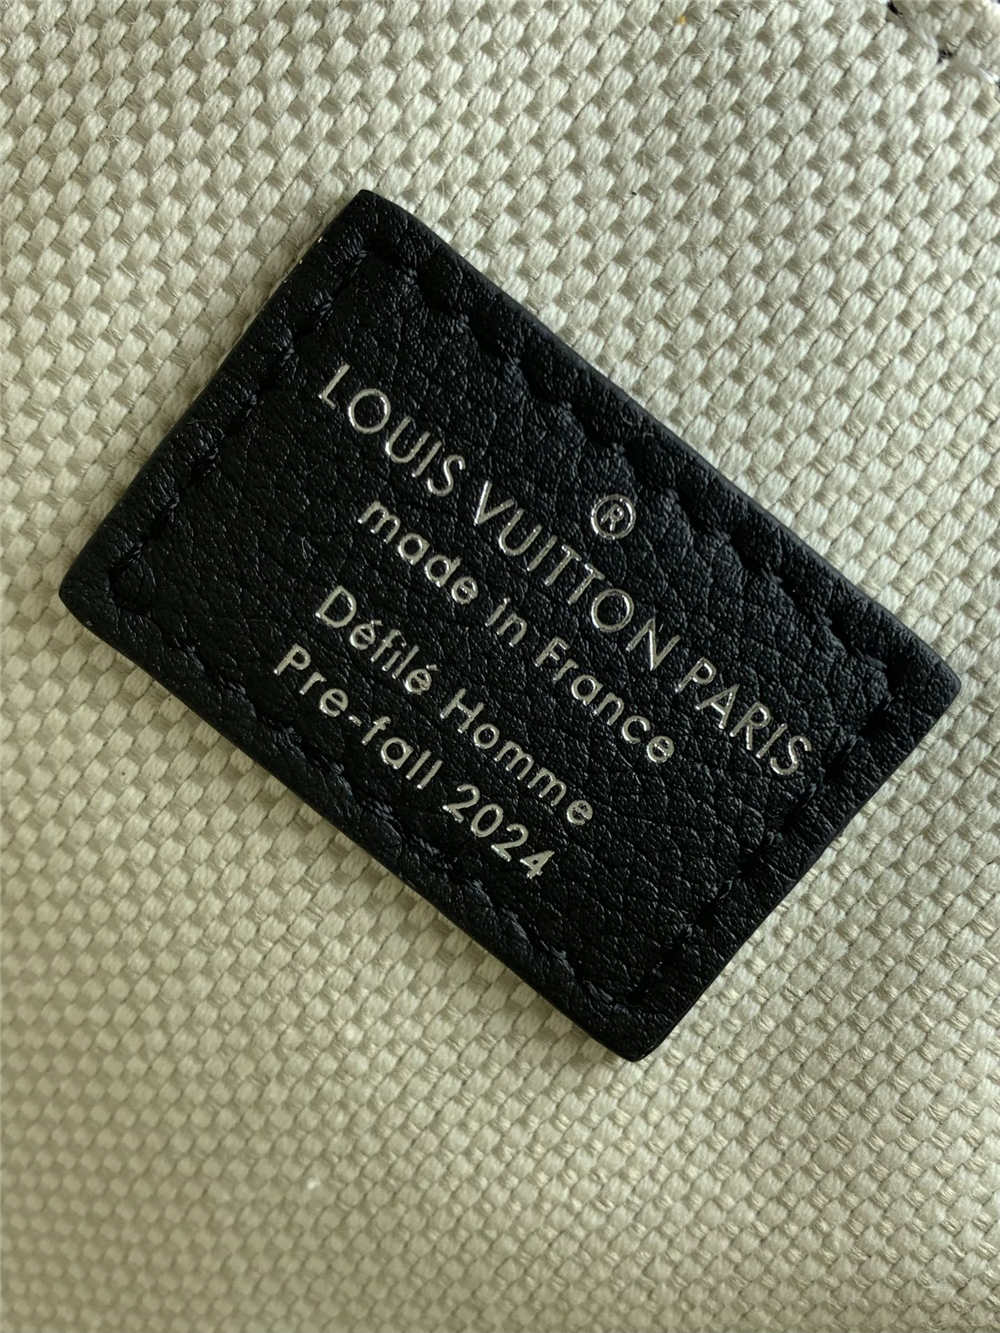 ®
LOUIS VUITTON PARIS
made in France
Défilé Homme
Pre-fall 2024